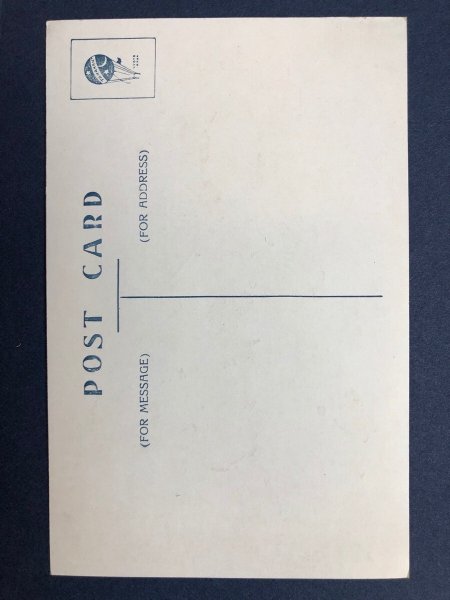 POST CARD
(FOR MESSAGE)
(FOR ADDRESS)